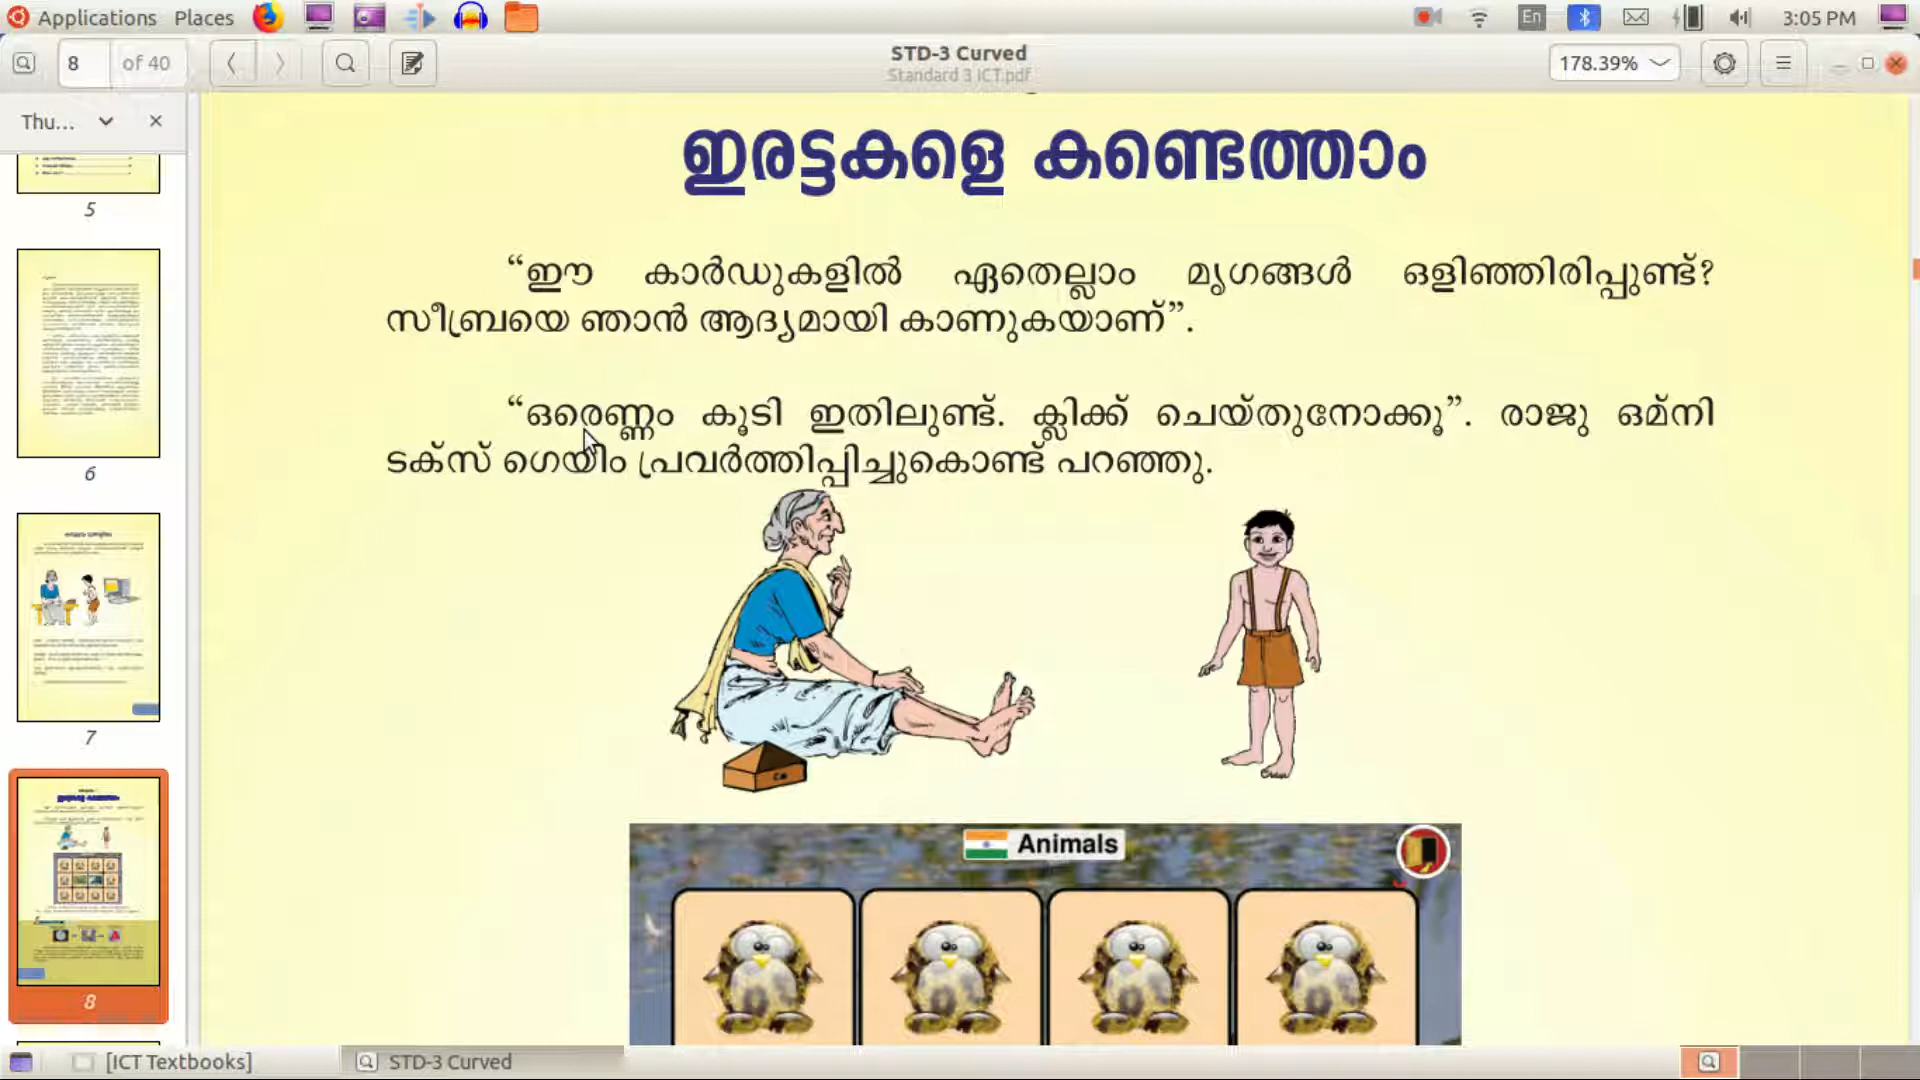 Applications Places En 3:05 PM
8 of 40 STD-3 Curved 178.39%
Standard 3 ICT.pdf
Thu...
5
6
7
8
ഇരട്ടകളെ കണ്ടെത്താം
“ഈ കാർഡുകളിൽ ഏതെല്ലാം മൃഗങ്ങൾ ഒളിഞ്ഞിരിപ്പുണ്ട്?
സീബ്രയെ ഞാൻ ആദ്യമായി കാണുകയാണ്”.
“ഒരെണ്ണം കൂടി ഇതിലുണ്ട്. ക്ലിക്ക് ചെയ്തുനോക്കൂ”. രാജു ഒമ്നി
ടക്സ് ഗെയിം പ്രവർത്തിപ്പിച്ചുകൊണ്ട് പറഞ്ഞു.
Animals
[ICT Textbooks] STD-3 Curved